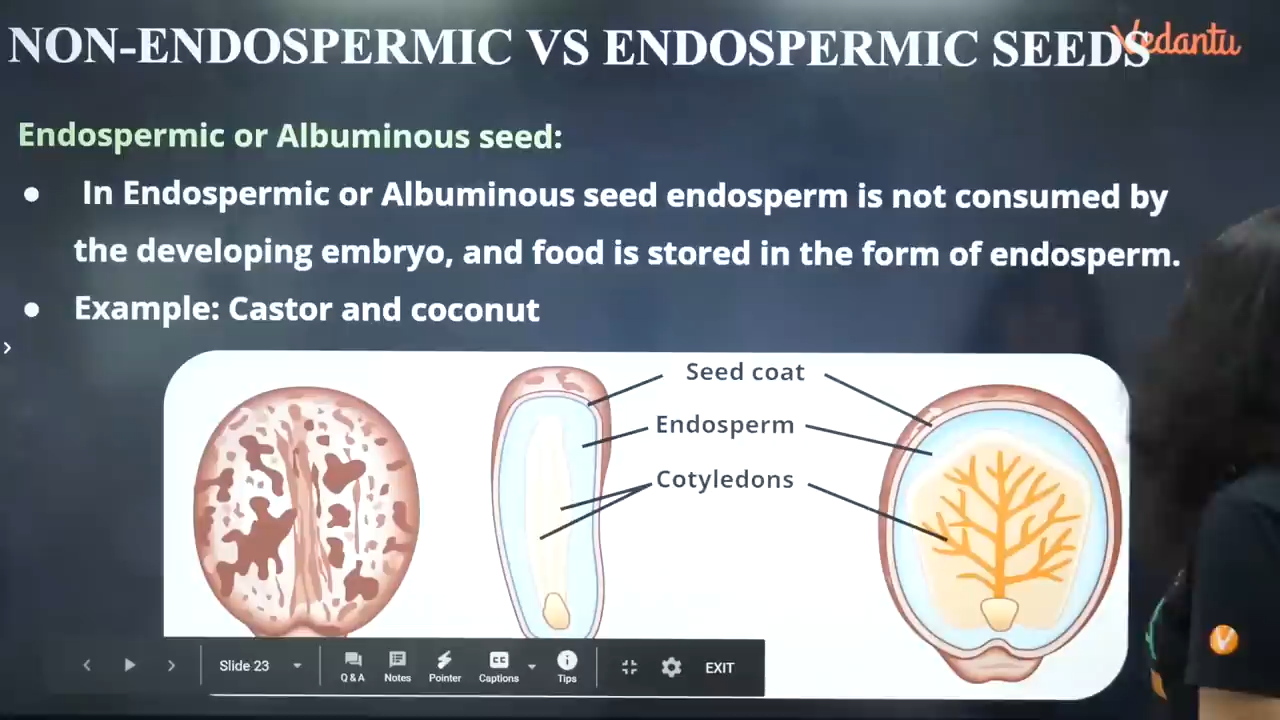 NON-ENDOSPERMIC VS ENDOSPERMIC SEEDS
Vedantu
Endospermic or Albuminous seed:
● In Endospermic or Albuminous seed endosperm is not consumed by
the developing embryo, and food is stored in the form of endosperm.
● Example: Castor and coconut
Seed coat
Endosperm
Cotyledons
Slide 23
Q & A
Notes
Pointer
CC
Captions
Tips
EXIT